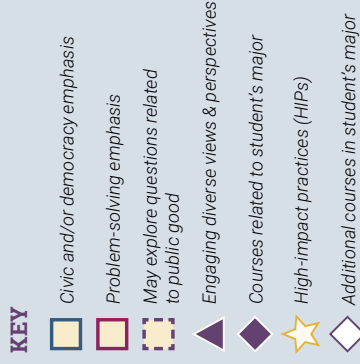 KEY
Civic and/or democracy emphasis
Problem-solving emphasis
May explore questions related
to public good
Engaging diverse views & perspectives
Courses related to student's major
High-impact practices (HIPs)
Additional courses in student's major